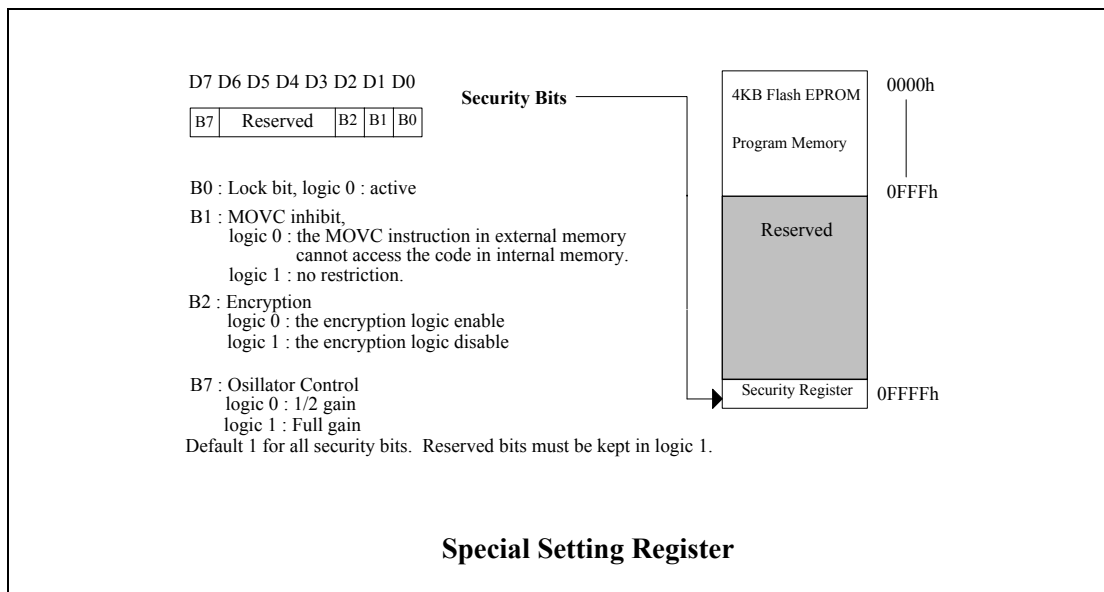 D7 D6 D5 D4 D3 D2 D1 D0
B7 Reserved B2 B1 B0
Security Bits
B0 : Lock bit, logic 0 : active
B1 : MOVC inhibit,
logic 0 : the MOVC instruction in external memory
cannot access the code in internal memory.
logic 1 : no restriction.
B2 : Encryption
logic 0 : the encryption logic enable
logic 1 : the encryption logic disable
B7 : Osillator Control
logic 0 : 1/2 gain
logic 1 : Full gain
Default 1 for all security bits. Reserved bits must be kept in logic 1.
4KB Flash EPROM
Program Memory
0000h
0FFFh
Reserved
Security Register
0FFFFh
Special Setting Register